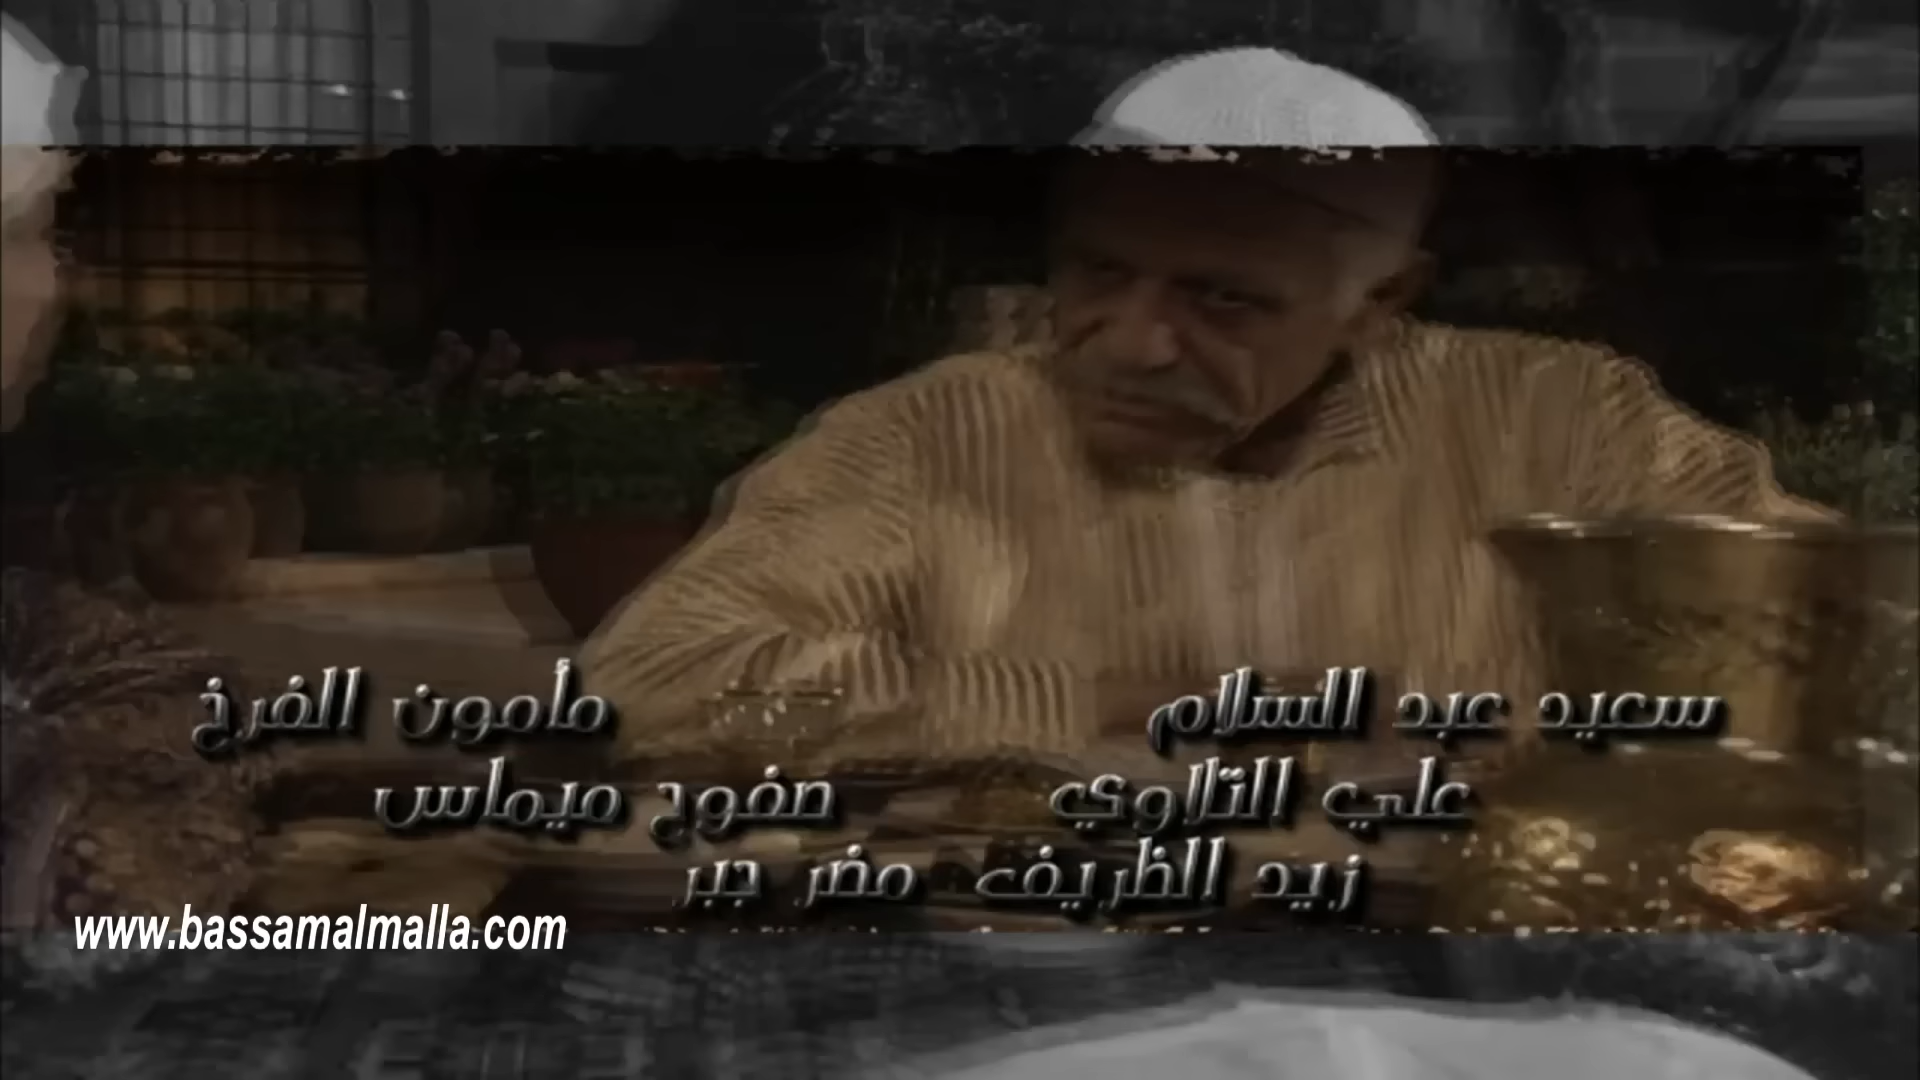 سعيد عبد السلام مأمون الفرخ
علي التلاوي صفوح ميماس
زيد الظريف مضر جبر
www.bassamalmalla.com